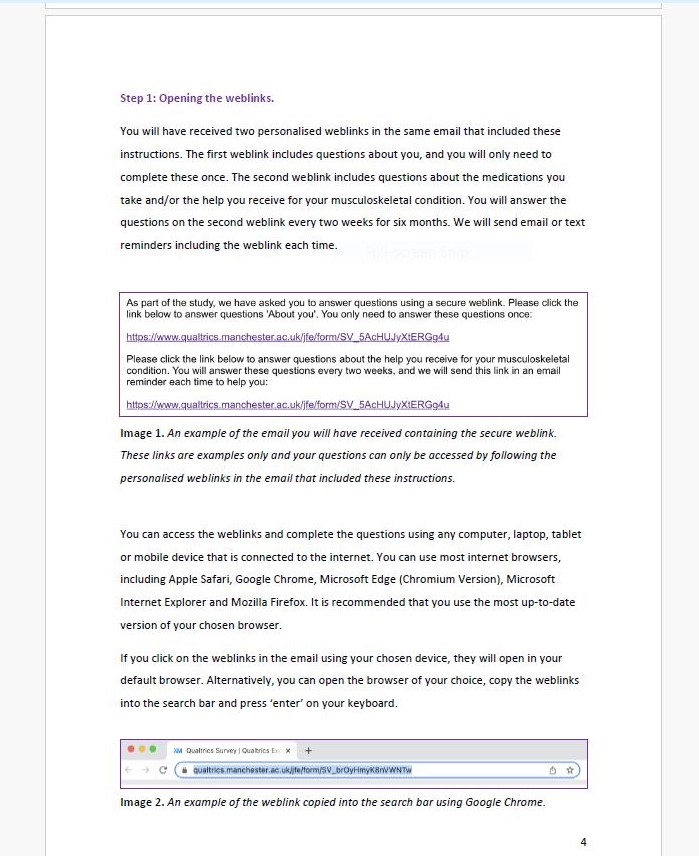 Step 1: Opening the weblinks.
You will have received two personalised weblinks in the same email that included these
instructions. The first weblink includes questions about you, and you will only need to
complete these once. The second weblink includes questions about the medications you
take and/or the help you receive for your musculoskeletal condition. You will answer the
questions on the second weblink every two weeks for six months. We will send email or text
reminders including the weblink each time.
As part of the study, we have asked you to answer questions using a secure weblink. Please click the
link below to answer questions 'About you'. You only need to answer these questions once:
https://www.qualtrics.manchester.ac.uk/jfe/form/SV_5AcHUJyXtERGg4u
Please click the link below to answer questions about the help you receive for your musculoskeletal
condition. You will answer these questions every two weeks, and we will send this link in an email
reminder each time to help you:
https://www.qualtrics.manchester.ac.uk/jfe/form/SV_5AcHUJyXtERGg4u
Image 1. An example of the email you will have received containing the secure weblink.
These links are examples only and your questions can only be accessed by following the
personalised weblinks in the email that included these instructions.
You can access the weblinks and complete the questions using any computer, laptop, tablet
or mobile device that is connected to the internet. You can use most internet browsers,
including Apple Safari, Google Chrome, Microsoft Edge (Chromium Version), Microsoft
Internet Explorer and Mozilla Firefox. It is recommended that you use the most up-to-date
version of your chosen browser.
If you click on the weblinks in the email using your chosen device, they will open in your
default browser. Alternatively, you can open the browser of your choice, copy the weblinks
into the search bar and press ‘enter’ on your keyboard.
XM Qualtrics Survey | Qualtrics Ex x +
qualtrics.manchester.ac.uk/jfe/form/SV_brOyHmyK8nVWNTw
Image 2. An example of the weblink copied into the search bar using Google Chrome.
4